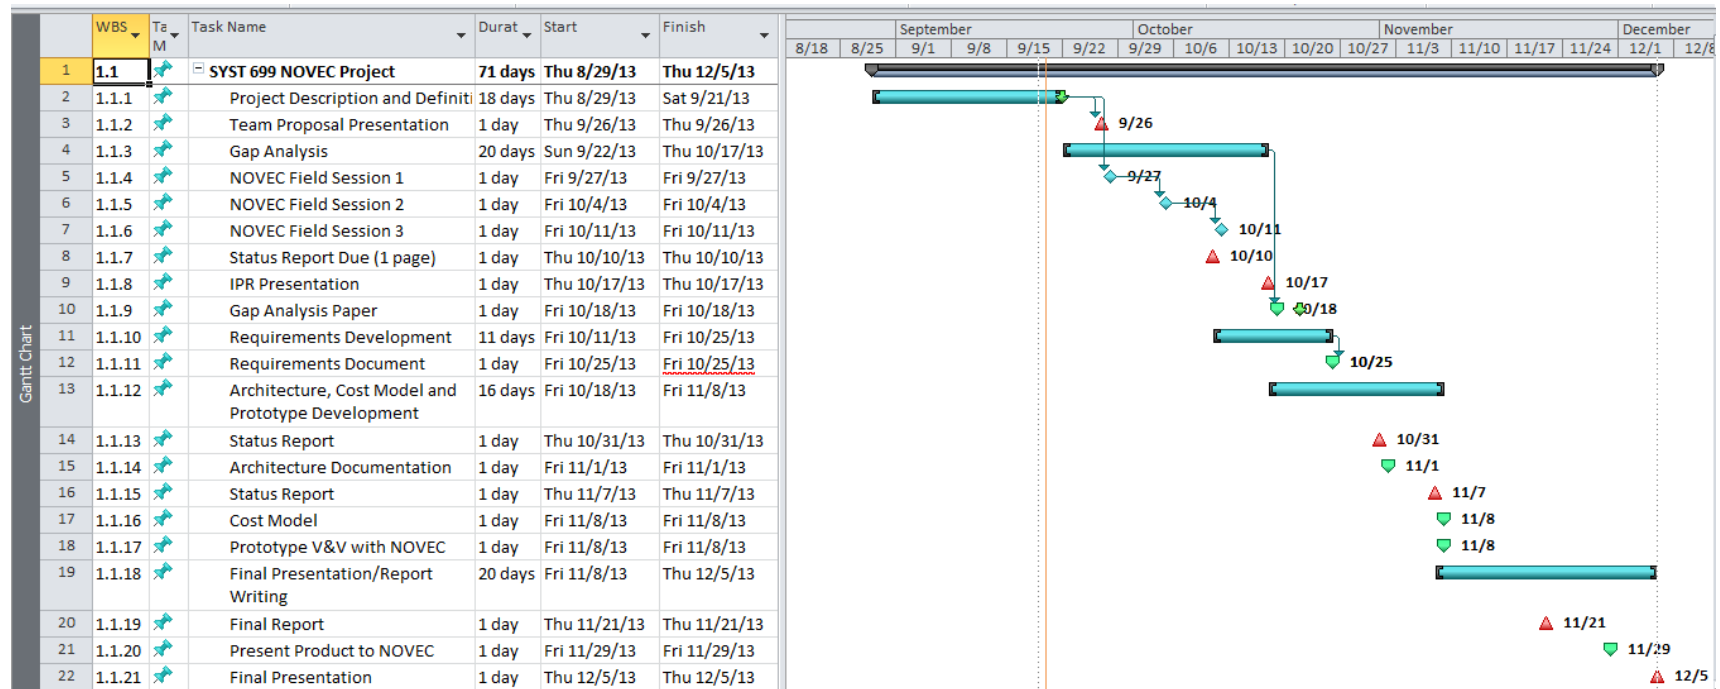 WBS Ta M Task Name Durat Start Finish
September October November December
8/18 8/25 9/1 9/8 9/15 9/22 9/29 10/6 10/13 10/20 10/27 11/3 11/10 11/17 11/24 12/1 12/8
Gantt Chart
1 1.1 SYST 699 NOVEC Project 71 days Thu 8/29/13 Thu 12/5/13
2 1.1.1 Project Description and Definiti 18 days Thu 8/29/13 Sat 9/21/13
3 1.1.2 Team Proposal Presentation 1 day Thu 9/26/13 Thu 9/26/13 9/26
4 1.1.3 Gap Analysis 20 days Sun 9/22/13 Thu 10/17/13
5 1.1.4 NOVEC Field Session 1 1 day Fri 9/27/13 Fri 9/27/13 9/27
6 1.1.5 NOVEC Field Session 2 1 day Fri 10/4/13 Fri 10/4/13 10/4
7 1.1.6 NOVEC Field Session 3 1 day Fri 10/11/13 Fri 10/11/13 10/11
8 1.1.7 Status Report Due (1 page) 1 day Thu 10/10/13 Thu 10/10/13 10/10
9 1.1.8 IPR Presentation 1 day Thu 10/17/13 Thu 10/17/13 10/17
10 1.1.9 Gap Analysis Paper 1 day Fri 10/18/13 Fri 10/18/13 0/18
11 1.1.10 Requirements Development 11 days Fri 10/11/13 Fri 10/25/13
12 1.1.11 Requirements Document 1 day Fri 10/25/13 Fri 10/25/13 10/25
13 1.1.12 Architecture, Cost Model and 16 days Fri 10/18/13 Fri 11/8/13
Prototype Development
14 1.1.13 Status Report 1 day Thu 10/31/13 Thu 10/31/13 10/31
15 1.1.14 Architecture Documentation 1 day Fri 11/1/13 Fri 11/1/13 11/1
16 1.1.15 Status Report 1 day Thu 11/7/13 Thu 11/7/13 11/7
17 1.1.16 Cost Model 1 day Fri 11/8/13 Fri 11/8/13 11/8
18 1.1.17 Prototype V&V with NOVEC 1 day Fri 11/8/13 Fri 11/8/13 11/8
19 1.1.18 Final Presentation/Report 20 days Fri 11/8/13 Thu 12/5/13
Writing
20 1.1.19 Final Report 1 day Thu 11/21/13 Thu 11/21/13 11/21
21 1.1.20 Present Product to NOVEC 1 day Fri 11/29/13 Fri 11/29/13 11/29
22 1.1.21 Final Presentation 1 day Thu 12/5/13 Thu 12/5/13 12/5